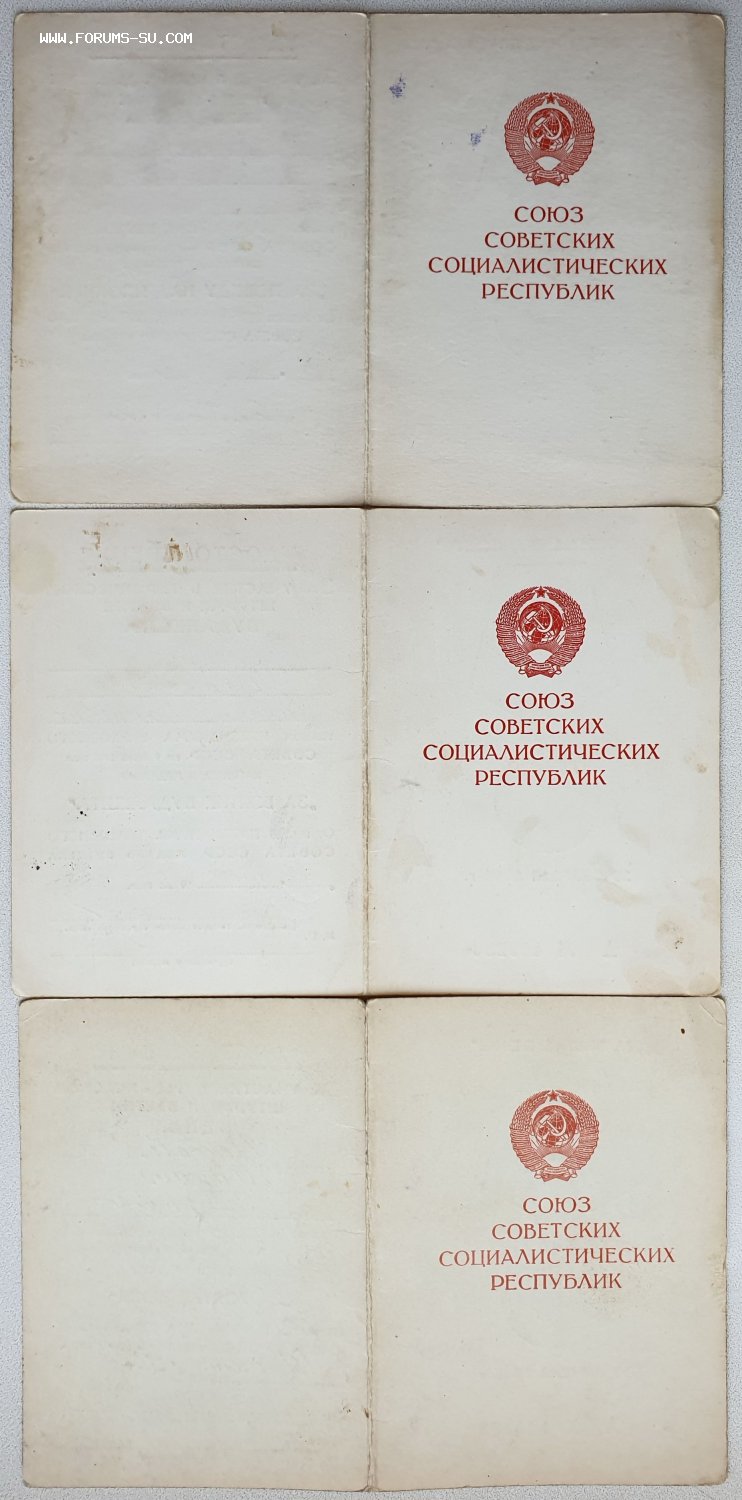 www.forums-su.com
СОЮЗ
СОВЕТСКИХ
СОЦИАЛИСТИЧЕСКИХ
РЕСПУБЛИК
СОЮЗ
СОВЕТСКИХ
СОЦИАЛИСТИЧЕСКИХ
РЕСПУБЛИК
СОЮЗ
СОВЕТСКИХ
СОЦИАЛИСТИЧЕСКИХ
РЕСПУБЛИК